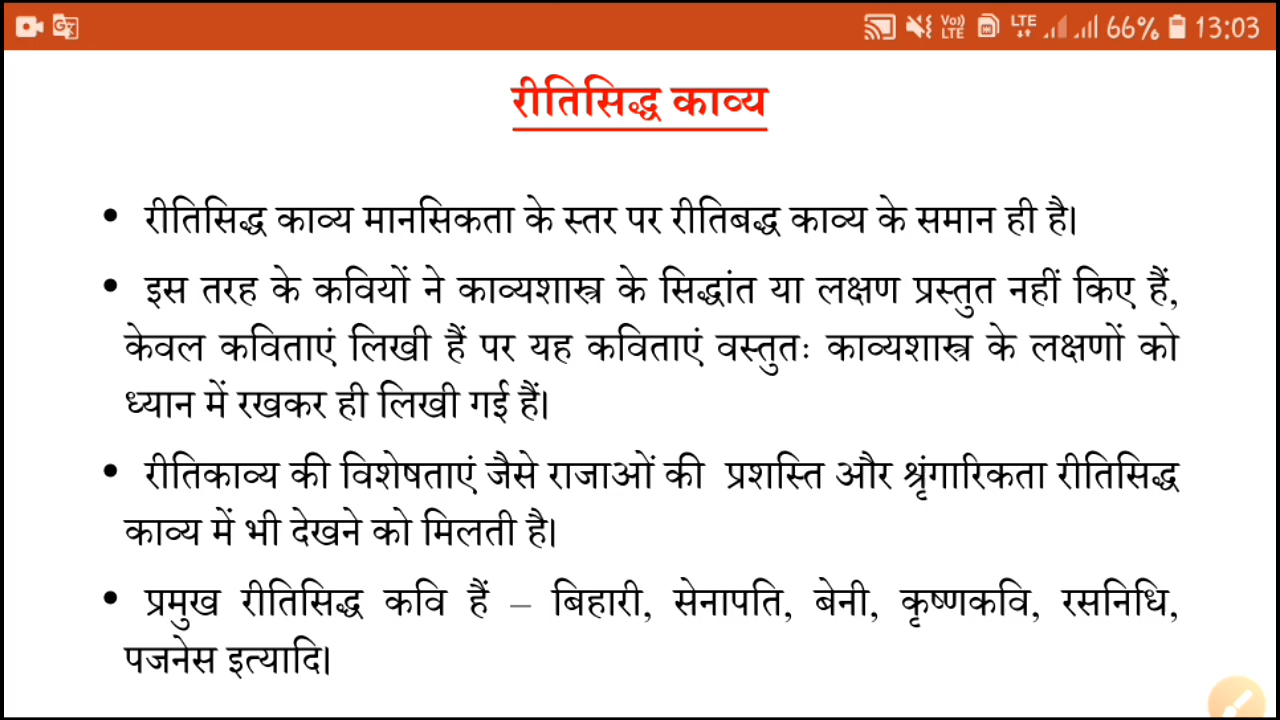 VoLTE LTE 66% 13:03
रीतिसिद्ध काव्य
• रीतिसिद्ध काव्य मानसिकता के स्तर पर रीतिबद्ध काव्य के समान ही है।
• इस तरह के कवियों ने काव्यशास्त्र के सिद्धांत या लक्षण प्रस्तुत नहीं किए हैं,
केवल कविताएं लिखी हैं पर यह कविताएं वस्तुतः काव्यशास्त्र के लक्षणों को
ध्यान में रखकर ही लिखी गई हैं।
• रीतिकाव्य की विशेषताएं जैसे राजाओं की प्रशस्ति और श्रृंगारिकता रीतिसिद्ध
काव्य में भी देखने को मिलती है।
• प्रमुख रीतिसिद्ध कवि हैं – बिहारी, सेनापति, बेनी, कृष्णकवि, रसनिधि,
पजनेस इत्यादि।